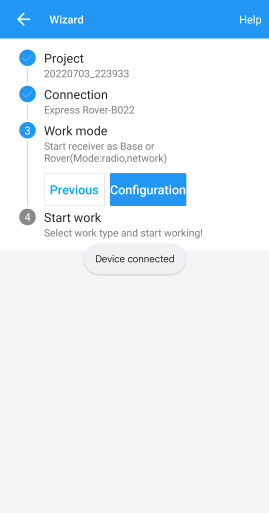 Wizard
Help
Project
20220703_223933
Connection
Express Rover-B022
3
Work mode
Start receiver as Base or
Rover(Mode:radio,network)
Previous
Configuration
4
Start work
Select work type and start working!
Device connected